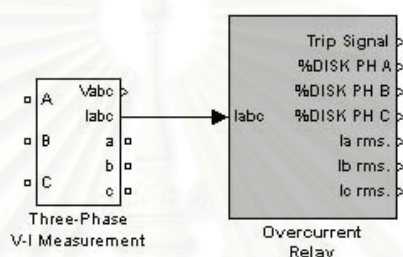 A
B
C
Vabc
Iabc
a
b
c
Three-Phase
V-I Measurement
Iabc
Trip Signal
%DISK PH A
%DISK PH B
%DISK PH C
Ia rms.
Ib rms.
Ic rms.
Overcurrent
Relay